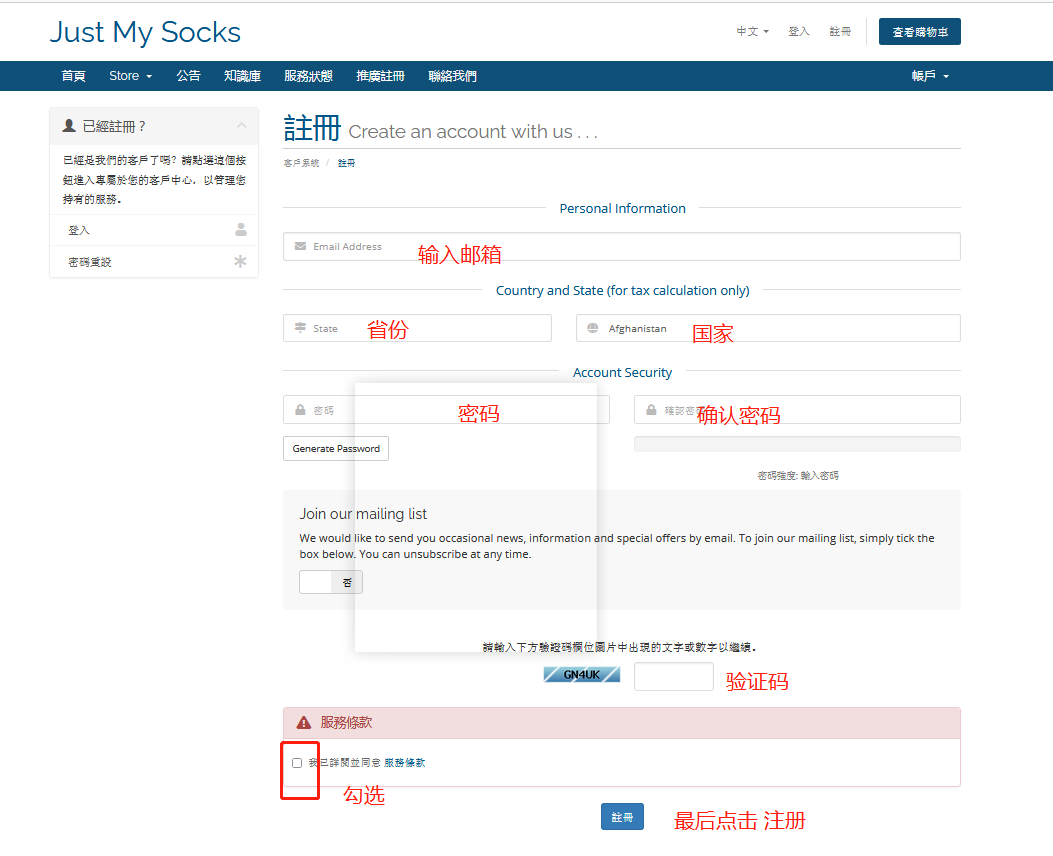 Just My Socks
中文 登入 註冊 查看購物車
首頁 Store 公告 知識庫 服務狀態 推廣註冊 聯絡我們 帳戶
已經註冊？
已經是我們的客戶了嗎？請點選這個按
鈕進入專屬於您的客戶中心，以管理您
持有的服務。
登入
密碼重設
註冊 Create an account with us . . .
客戶系統 / 註冊
Personal Information
Email Address 输入邮箱
Country and State (for tax calculation only)
State 省份 Afghanistan 国家
Account Security
密碼 密码 確認密碼 确认密码
Generate Password
密碼強度: 輸入密碼
Join our mailing list
We would like to send you occasional news, information and special offers by email. To join our mailing list, simply tick the
box below. You can unsubscribe at any time.
否
請輸入下方驗證碼欄位圖片中出現的文字或數字以繼續。
GN4UK 验证码
服務條款
我已詳閱並同意 服務條款
勾选
註冊 最后点击 注册